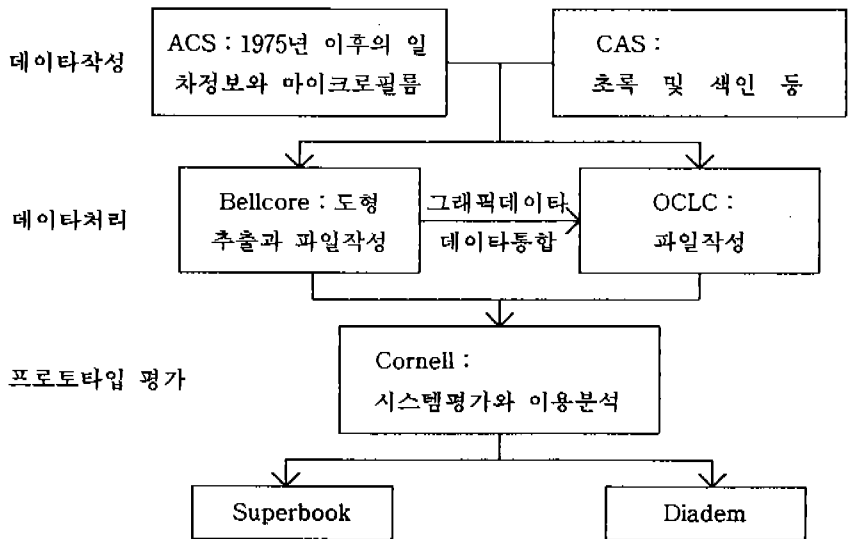 데이타작성
ACS : 1975년 이후의 일
차정보와 마이크로필름
CAS :
초록 및 색인 등
데이타처리
Bellcore : 도형
추출과 파일작성
그래픽데이타
데이타통합
OCLC :
파일작성
프로토타입 평가
Cornell :
시스템평가와 이용분석
Superbook
Diadem